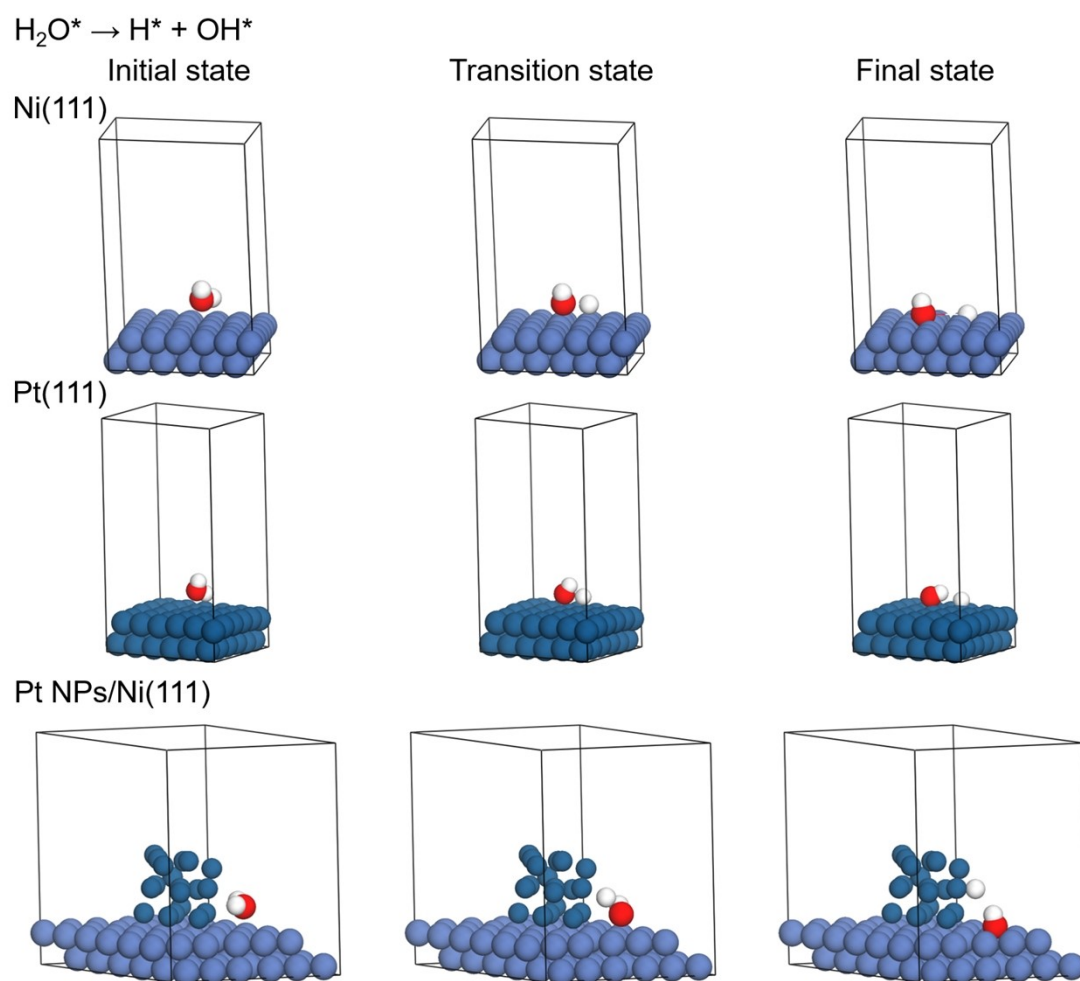 H₂O* → H* + OH*
Initial state Transition state Final state
Ni(111)
Pt(111)
Pt NPs/Ni(111)